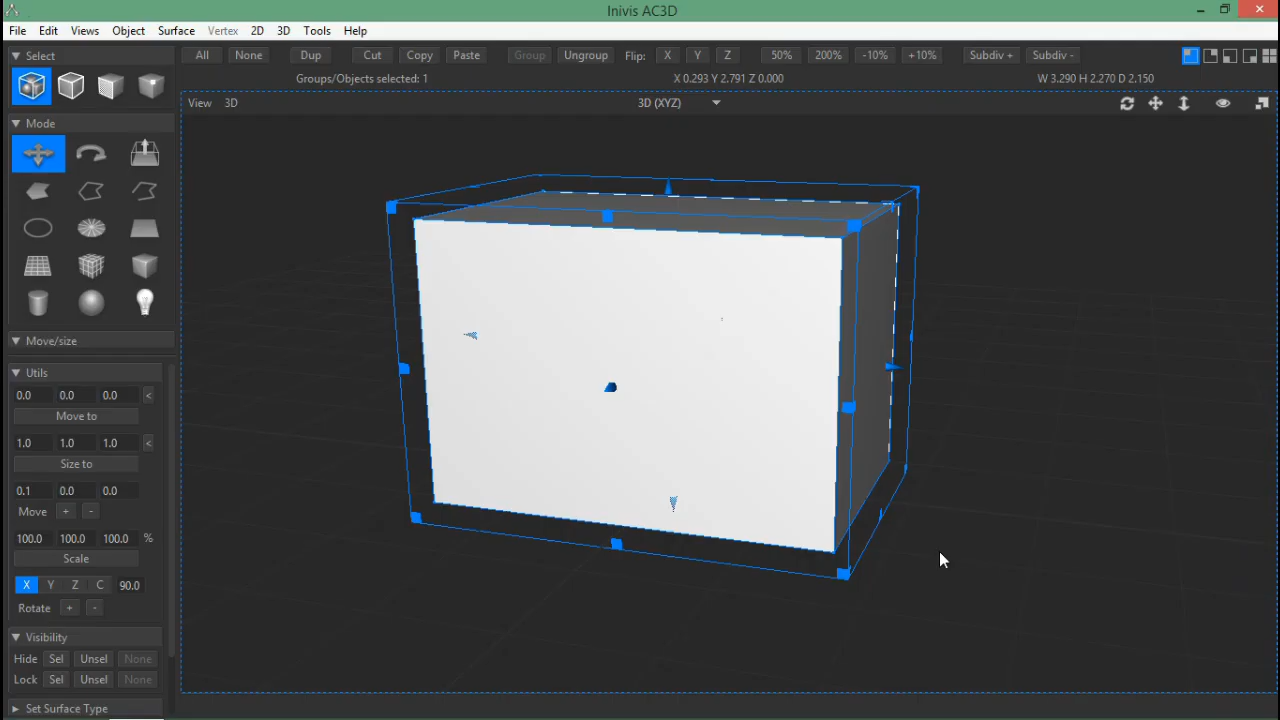 Inivis AC3D
File Edit Views Object Surface Vertex 2D 3D Tools Help
Select All None Dup Cut Copy Paste Group Ungroup Flip: X Y Z 50% 200% -10% +10% Subdiv + Subdiv -
Groups/Objects selected: 1 X 0.293 Y 2.791 Z 0.000 W 3.290 H 2.270 D 2.150
View 3D 3D (XYZ)
Mode
Move/size
Utils
0.0 0.0 0.0 <
Move to
1.0 1.0 1.0 <
Size to
0.1 0.0 0.0
Move + -
100.0 100.0 100.0 %
Scale
X Y Z C 90.0
Rotate + -
Visibility
Hide Sel Unsel None
Lock Sel Unsel None
Set Surface Type